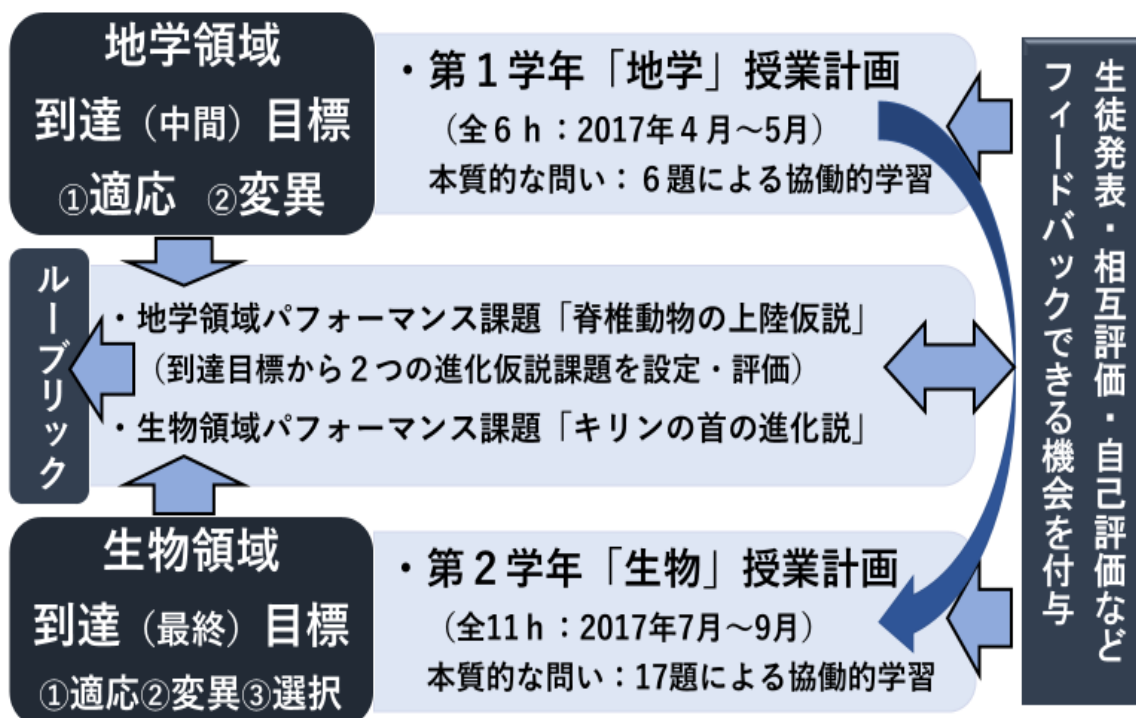 地学領域
到達（中間）目標
①適応 ②変異
・第１学年「地学」授業計画
（全６ｈ：2017年４月～5月）
本質的な問い：６題による協働的学習
ルーブリック
・地学領域パフォーマンス課題「脊椎動物の上陸仮説」
（到達目標から２つの進化仮説課題を設定・評価）
・生物領域パフォーマンス課題「キリンの首の進化説」
生物領域
到達（最終）目標
①適応②変異③選択
・第２学年「生物」授業計画
（全11ｈ：2017年7月～9月）
本質的な問い：17題による協働的学習
生徒発表・相互評価・自己評価など
フィードバックできる機会を付与